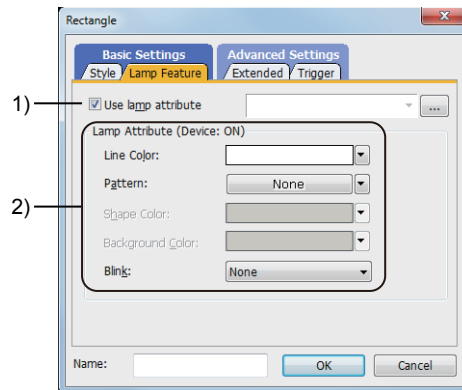 Rectangle
x
Basic Settings Advanced Settings
Style Lamp Feature Extended Trigger
1) Use lamp attribute ...
Lamp Attribute (Device: ON)
Line Color:
Pattern: None
2) Shape Color:
Background Color:
Blink: None
Name: OK Cancel